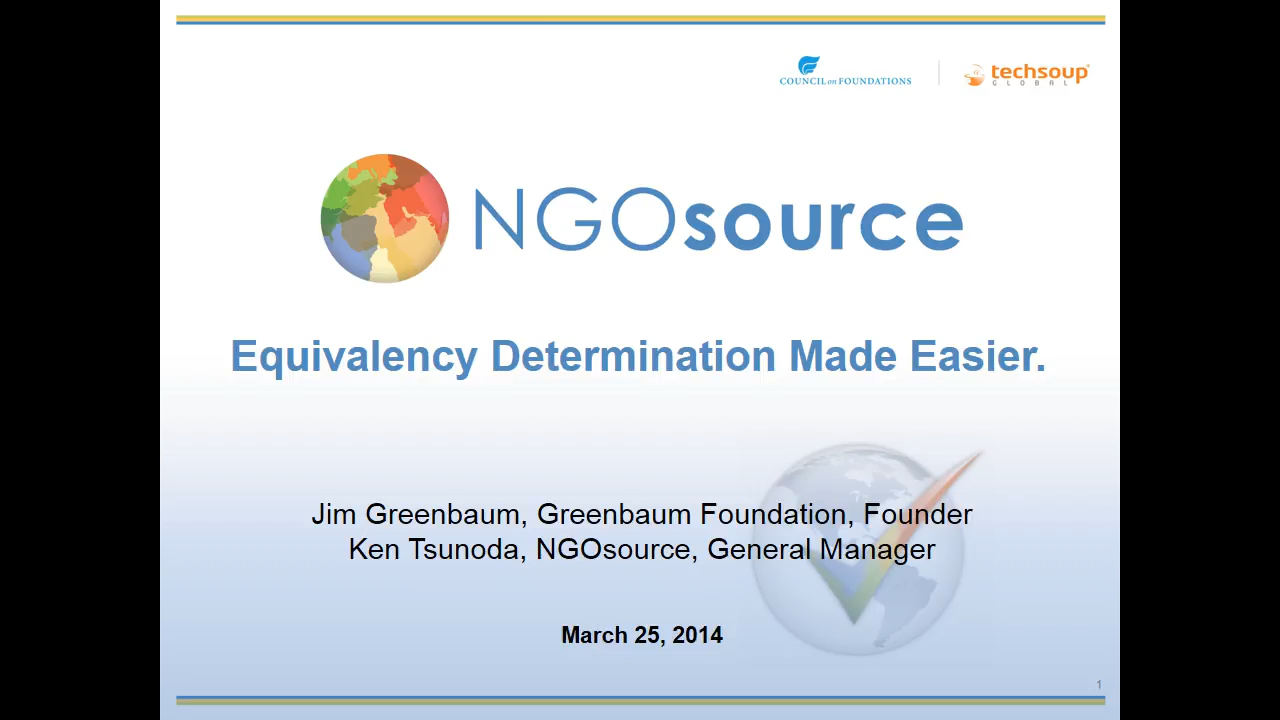 COUNCIL on FOUNDATIONS
techsoup
GLOBAL
NGOsource
Equivalency Determination Made Easier.
Jim Greenbaum, Greenbaum Foundation, Founder
Ken Tsunoda, NGOsource, General Manager
March 25, 2014
1